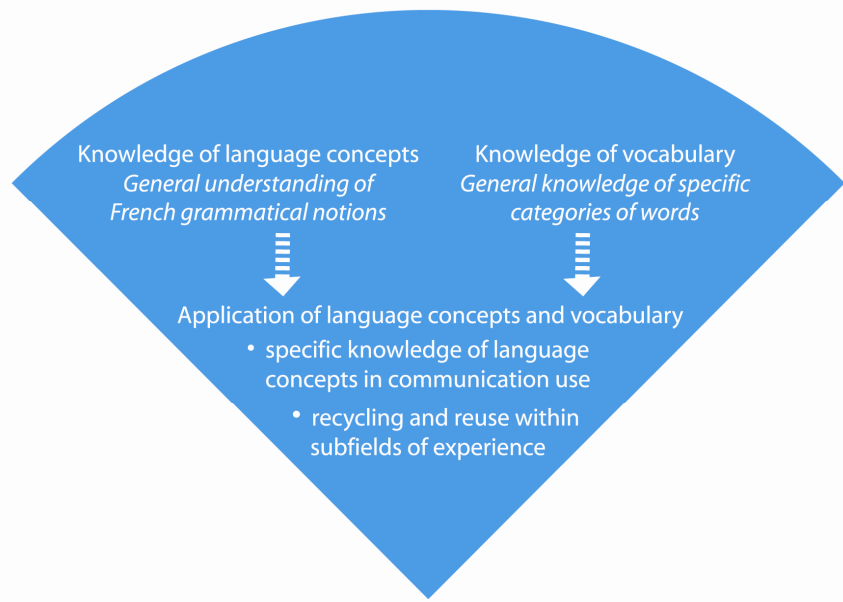 Knowledge of language concepts
General understanding of
French grammatical notions
Knowledge of vocabulary
General knowledge of specific
categories of words
Application of language concepts and vocabulary
• specific knowledge of language
concepts in communication use
• recycling and reuse within
subfields of experience